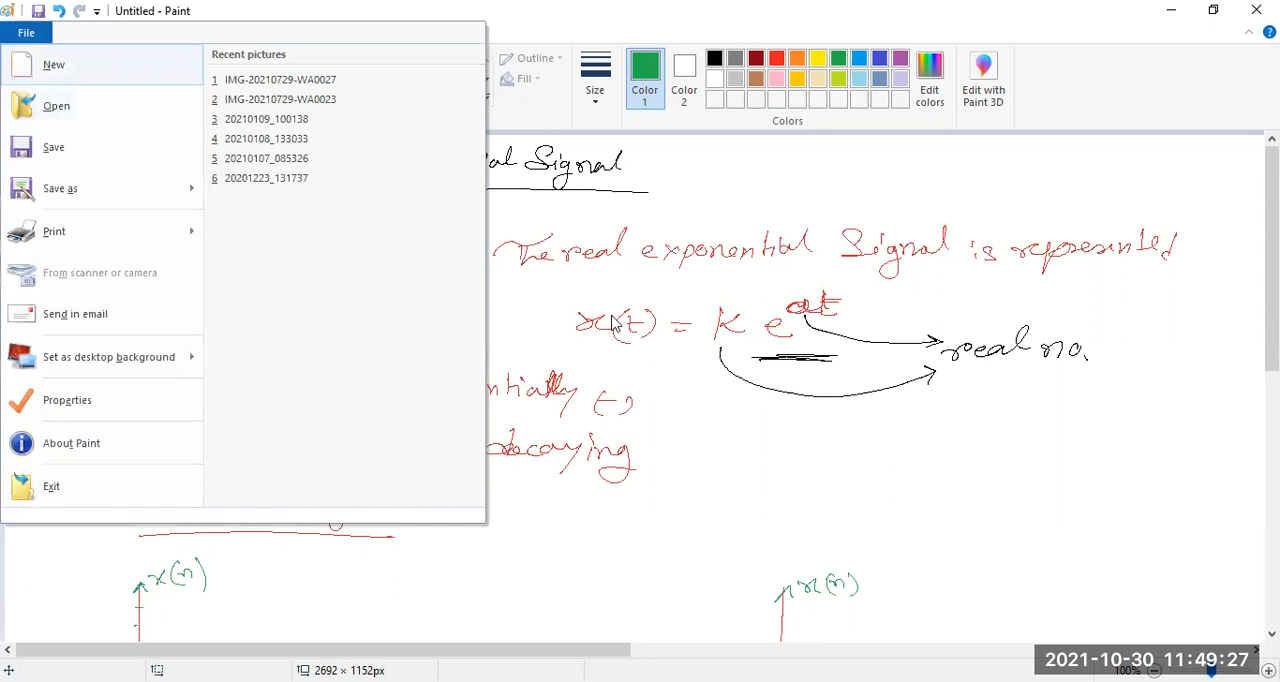 Untitled - Paint
File
New
Open
Save
Save as
Print
From scanner or camera
Send in email
Set as desktop background
Properties
About Paint
Exit
Recent pictures
1 IMG-20210729-WA0027
2 IMG-20210729-WA0023
3 20210109_100138
4 20210108_133033
5 20210107_085326
6 20201223_131737
Outline
Fill
Size
Color 1
Color 2
Edit colors
Edit with Paint 3D
Colors
ial Signal
The real exponential Signal is represented
x(t) = K e^at
real no.
ntially
decaying
x(n)
x(n)
2692 × 1152px
100%
2021-10-30 11:49:27